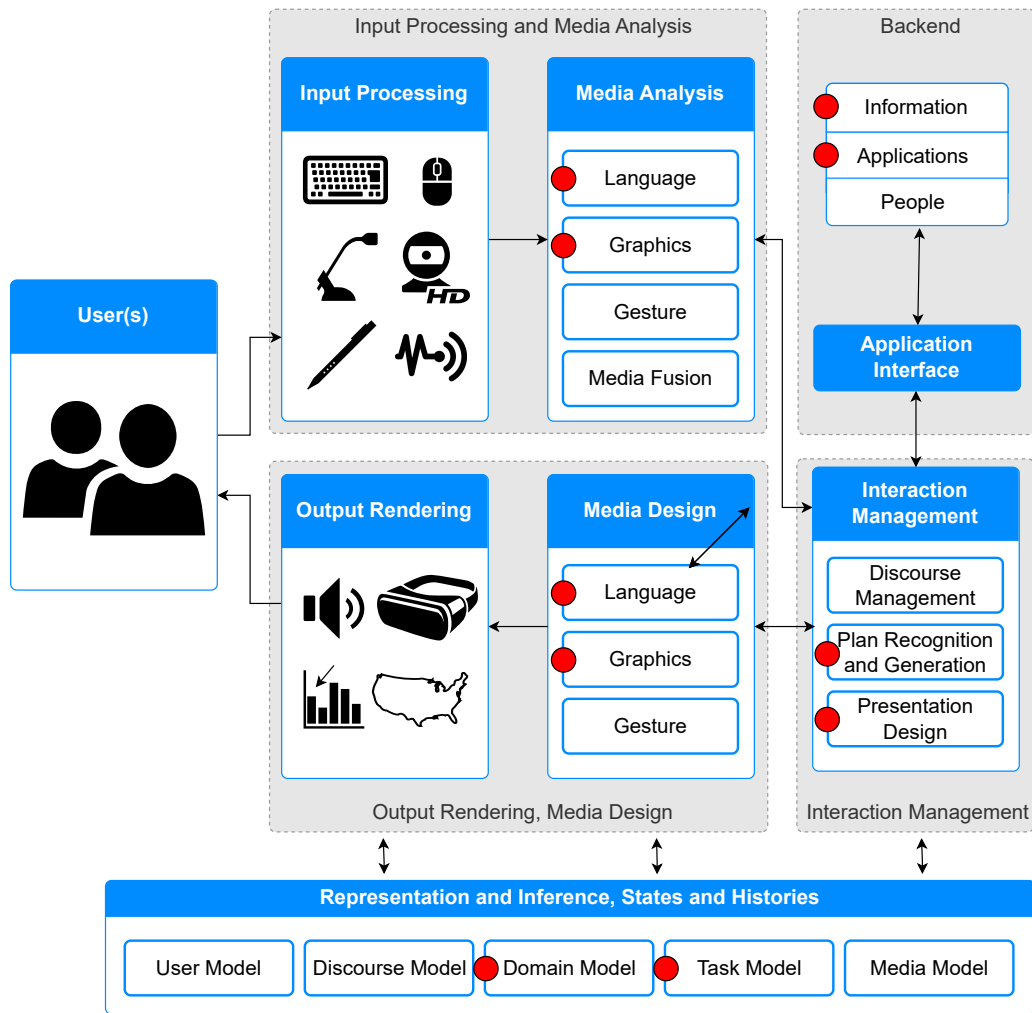 Input Processing and Media Analysis
Input Processing
Media Analysis
Language
Graphics
Gesture
Media Fusion
HD
Backend
Information
Applications
People
Application
Interface
User(s)
Output Rendering
Media Design
Language
Graphics
Gesture
Output Rendering, Media Design
Interaction
Management
Discourse
Management
Plan Recognition
and Generation
Presentation
Design
Interaction Management
Representation and Inference, States and Histories
User Model
Discourse Model
Domain Model
Task Model
Media Model